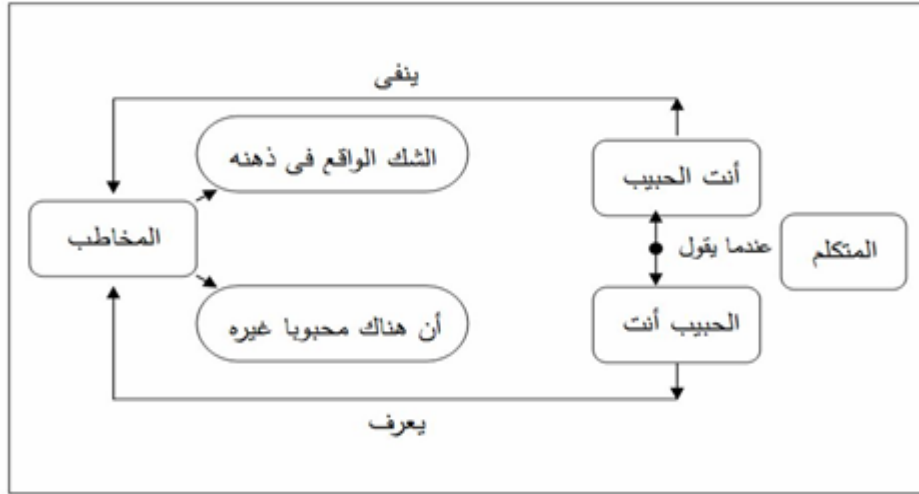 ينفى
الشك الواقع فى ذهنه
أنت الحبيب
المتكلم
عندما يقول
المخاطب
الحبيب أنت
أن هناك محبوبا غيره
يعرف